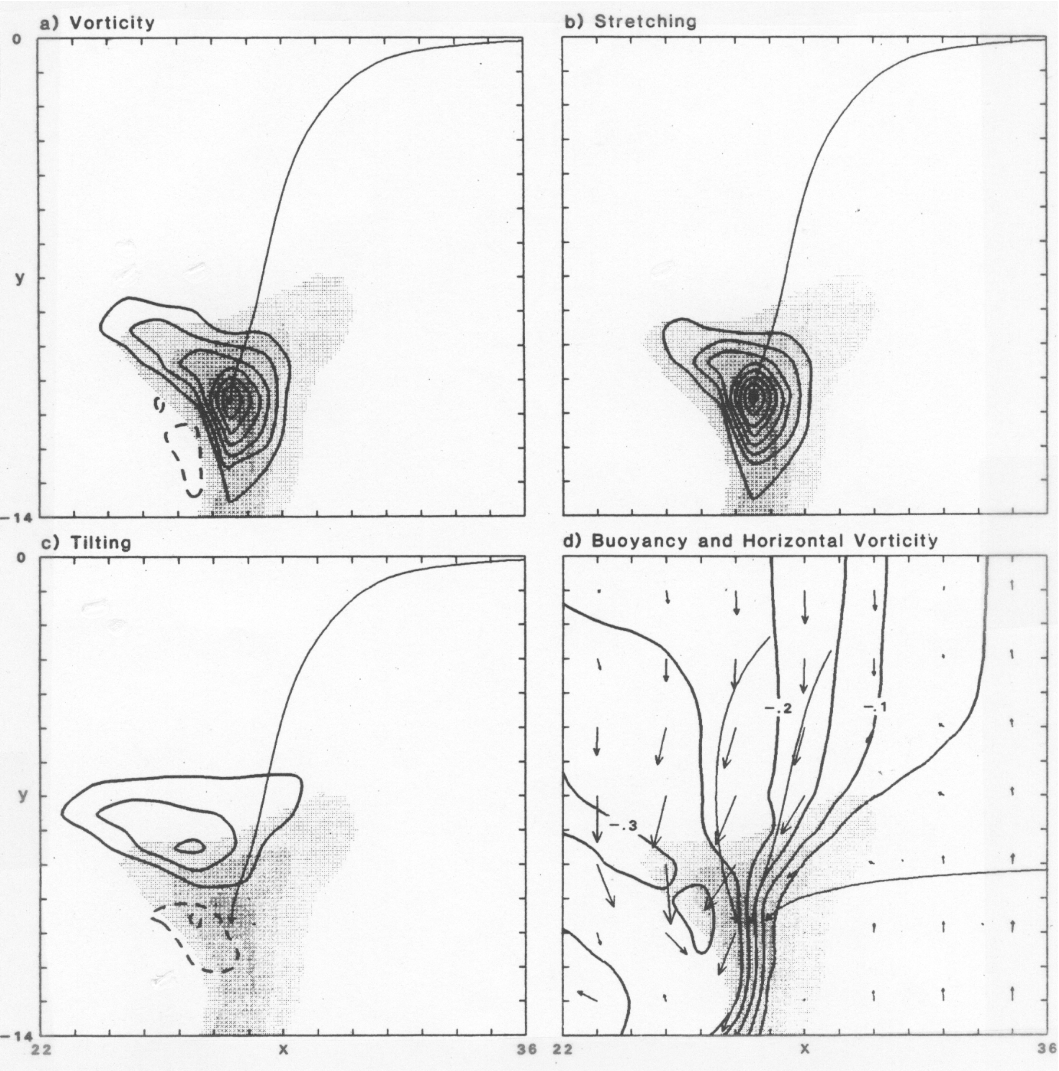 a) Vorticity
b) Stretching
0
y
-14
c) Tilting
d) Buoyancy and Horizontal Vorticity
0
-.2
-.1
y
-.3
-14
22
X
36
22
X
36